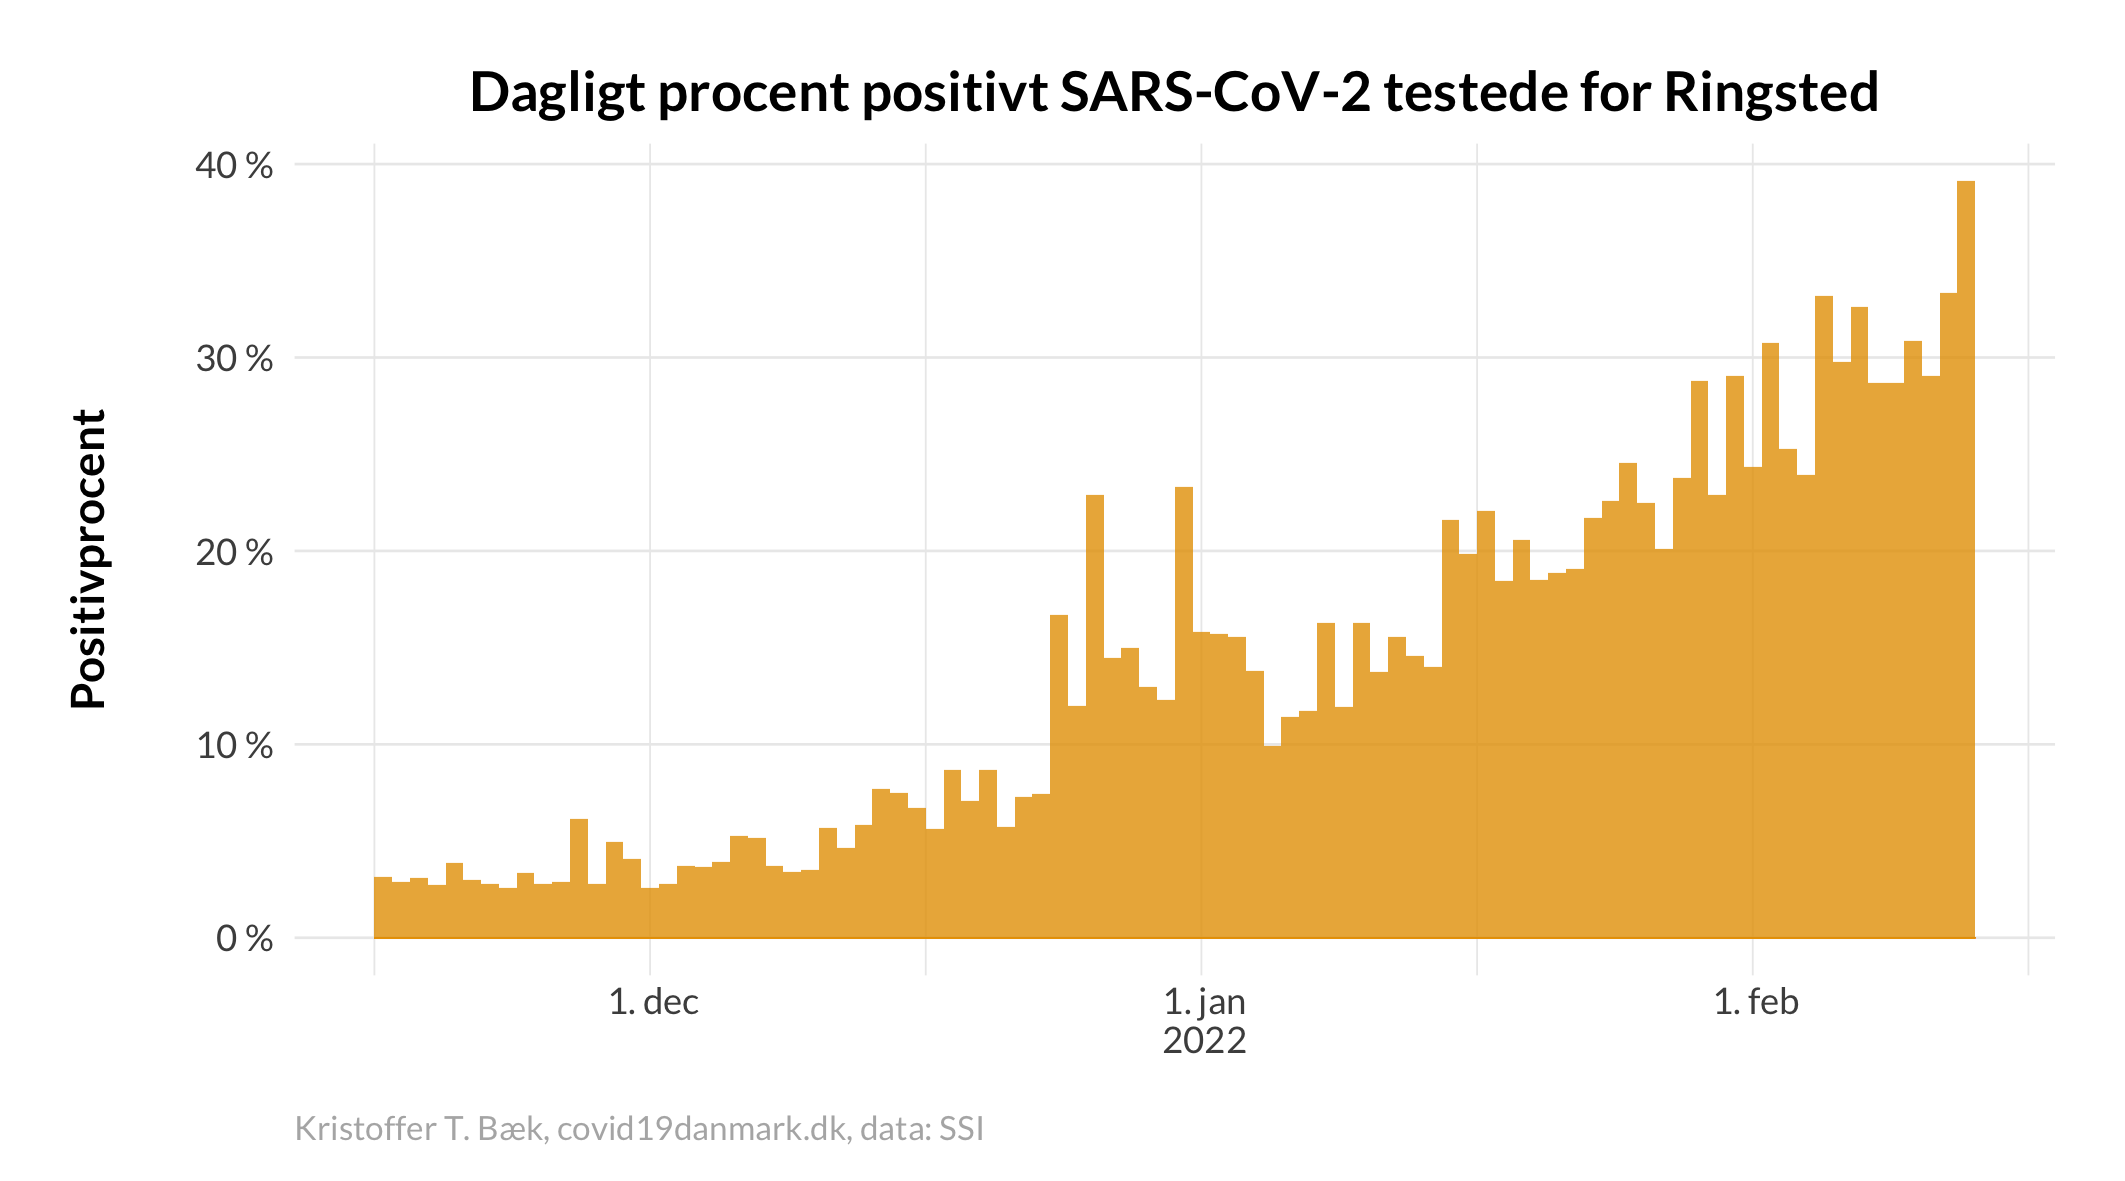 Dagligt procent positivt SARS-CoV-2 testede for Ringsted
Positivprocent
40 %
30 %
20 %
10 %
0 %
1. dec
1. jan
2022
1. feb
Kristoffer T. Bæk, covid19danmark.dk, data: SSI